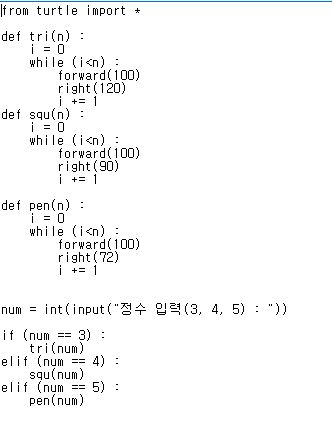 from turtle import *

def tri(n) :
    i = 0
    while (i<n) :
        forward(100)
        right(120)
        i += 1
def squ(n) :
    i = 0
    while (i<n) :
        forward(100)
        right(90)
        i += 1

def pen(n) :
    i = 0
    while (i<n) :
        forward(100)
        right(72)
        i += 1


num = int(input("정수 입력(3, 4, 5) : "))

if (num == 3) :
    tri(num)
elif (num == 4) :
    squ(num)
elif (num == 5) :
    pen(num)